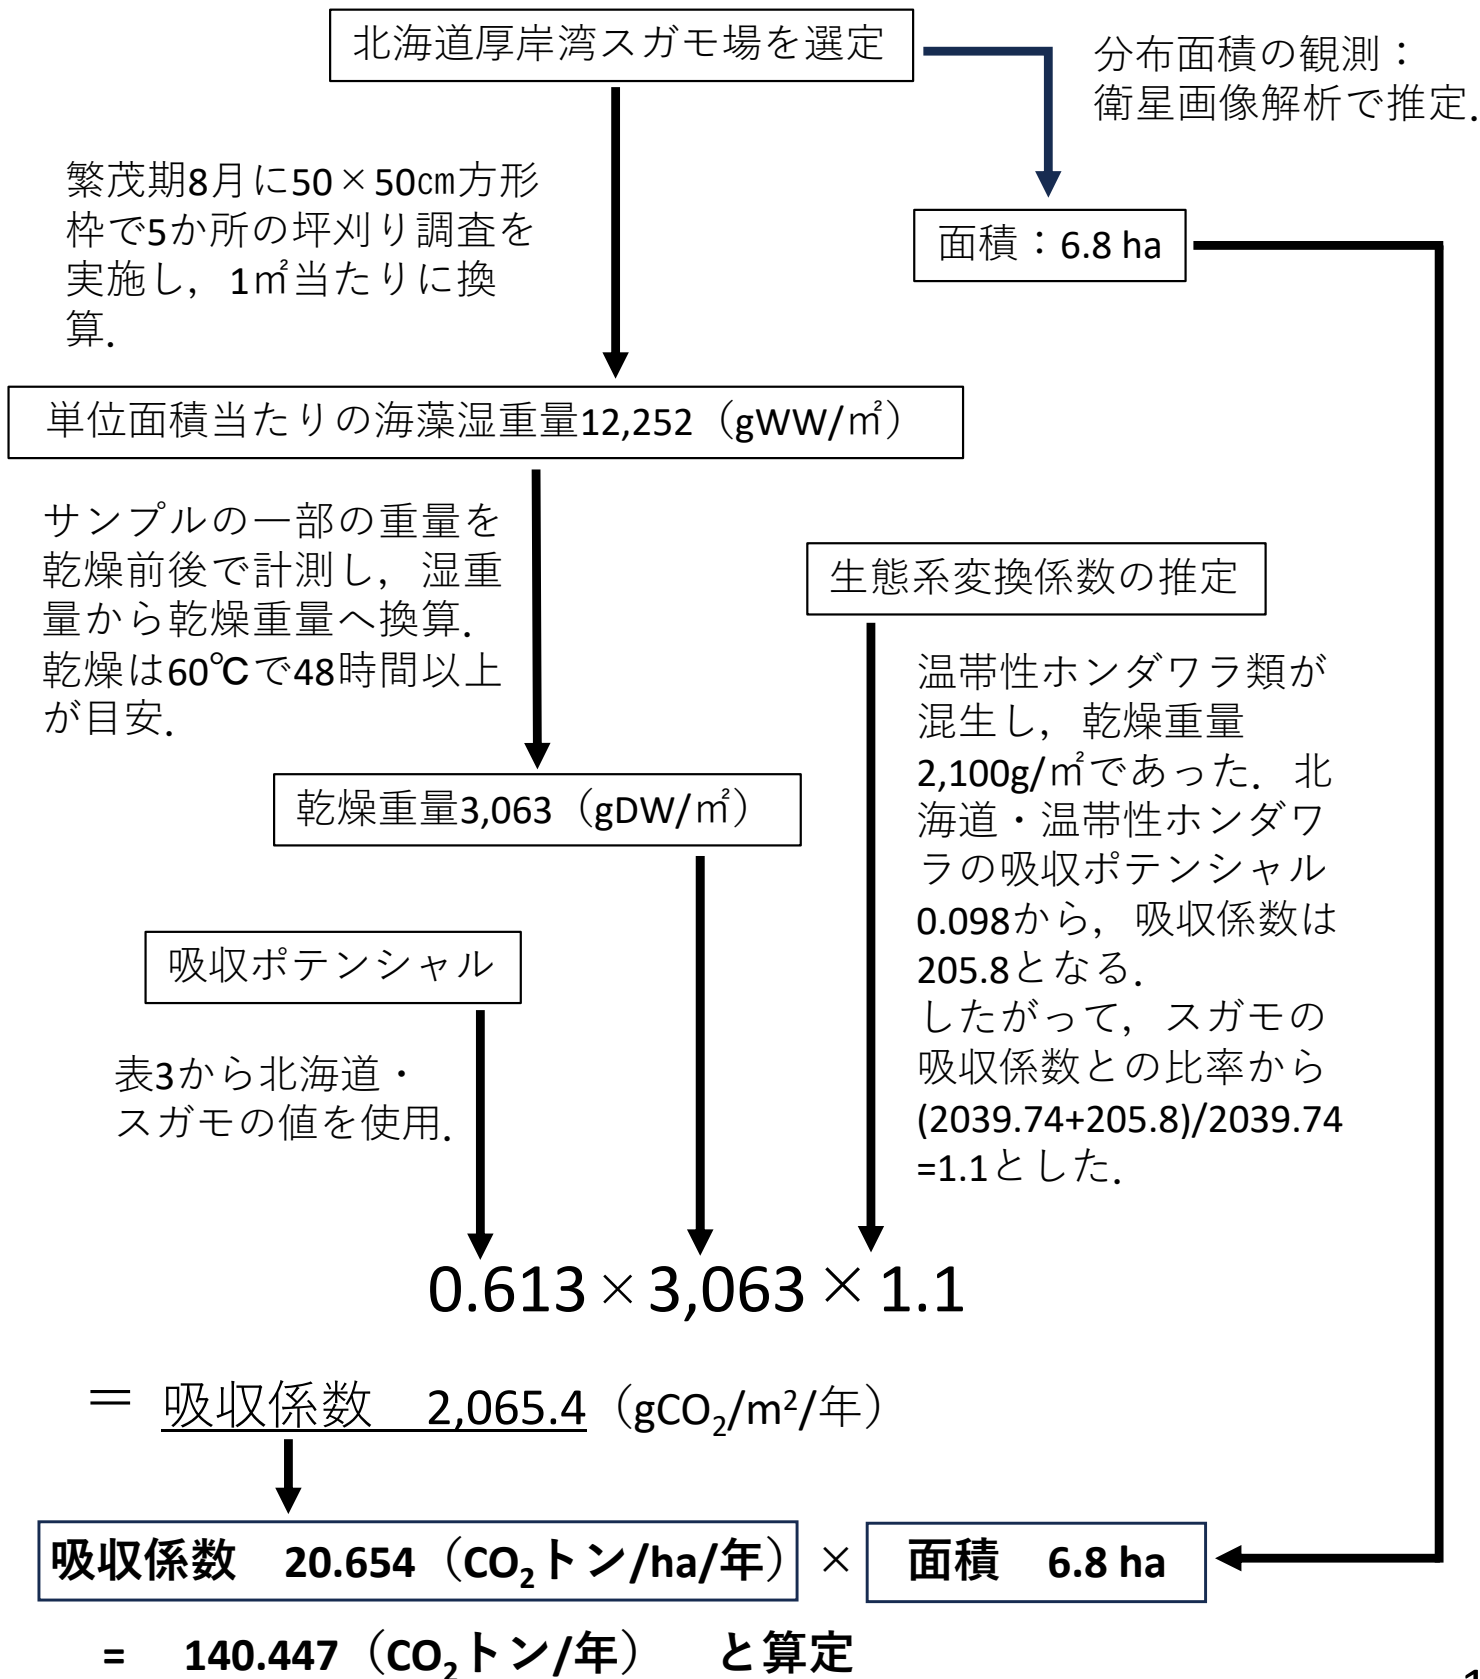 北海道厚岸湾スガモ場を選定
分布面積の観測：
衛星画像解析で推定.
繁茂期8月に50×50㎝方形
枠で5か所の坪刈り調査を
実施し，1㎡当たりに換
算.
面積：6.8 ha
単位面積当たりの海藻湿重量12,252（gWW/㎡）
サンプルの一部の重量を
乾燥前後で計測し，湿重
量から乾燥重量へ換算.
乾燥は60℃で48時間以上
が目安.
生態系変換係数の推定
温帯性ホンダワラ類が
混生し，乾燥重量
2,100g/㎡であった．北
海道・温帯性ホンダワ
ラの吸収ポテンシャル
0.098から，吸収係数は
205.8となる.
したがって，スガモの
吸収係数との比率から
(2039.74+205.8)/2039.74
=1.1とした.
乾燥重量3,063（gDW/㎡）
吸収ポテンシャル
表3から北海道・
スガモの値を使用.
0.613×3,063×1.1
＝ 吸収係数　2,065.4（gCO₂/m²/年）
吸収係数　20.654（CO₂トン/ha/年）×　面積　6.8 ha
=　140.447（CO₂トン/年）　と算定